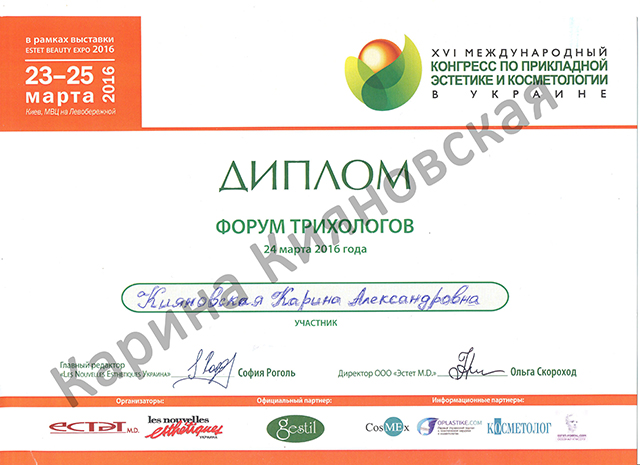 в рамках выставки
ESTET BEAUTY EXPO 2016
23–25
марта
2016
Киев, МВЦ на Левобережной
XVI МЕЖДУНАРОДНЫЙ
КОНГРЕСС ПО ПРИКЛАДНОЙ
ЭСТЕТИКЕ И КОСМЕТОЛОГИИ
В УКРАИНЕ
ДИПЛОМ
ФОРУМ ТРИХОЛОГОВ
24 марта 2016 года
Кияновская Карина Александровна
УЧАСТНИК
Карина Кияновская
Главный редактор
«Les Nouvelles Esthetiques Украина»
София Роголь
Директор ООО «Эстет M.D.»
Ольга Скороход
Организаторы:
Официальный партнер:
Информационные партнеры:
ЕСТЕТ M.D.
les nouvelles
esthétiques
УКРАИНА
gestil
CosMEx
OPLASTIKE.COM
КОСМЕТОЛОГ